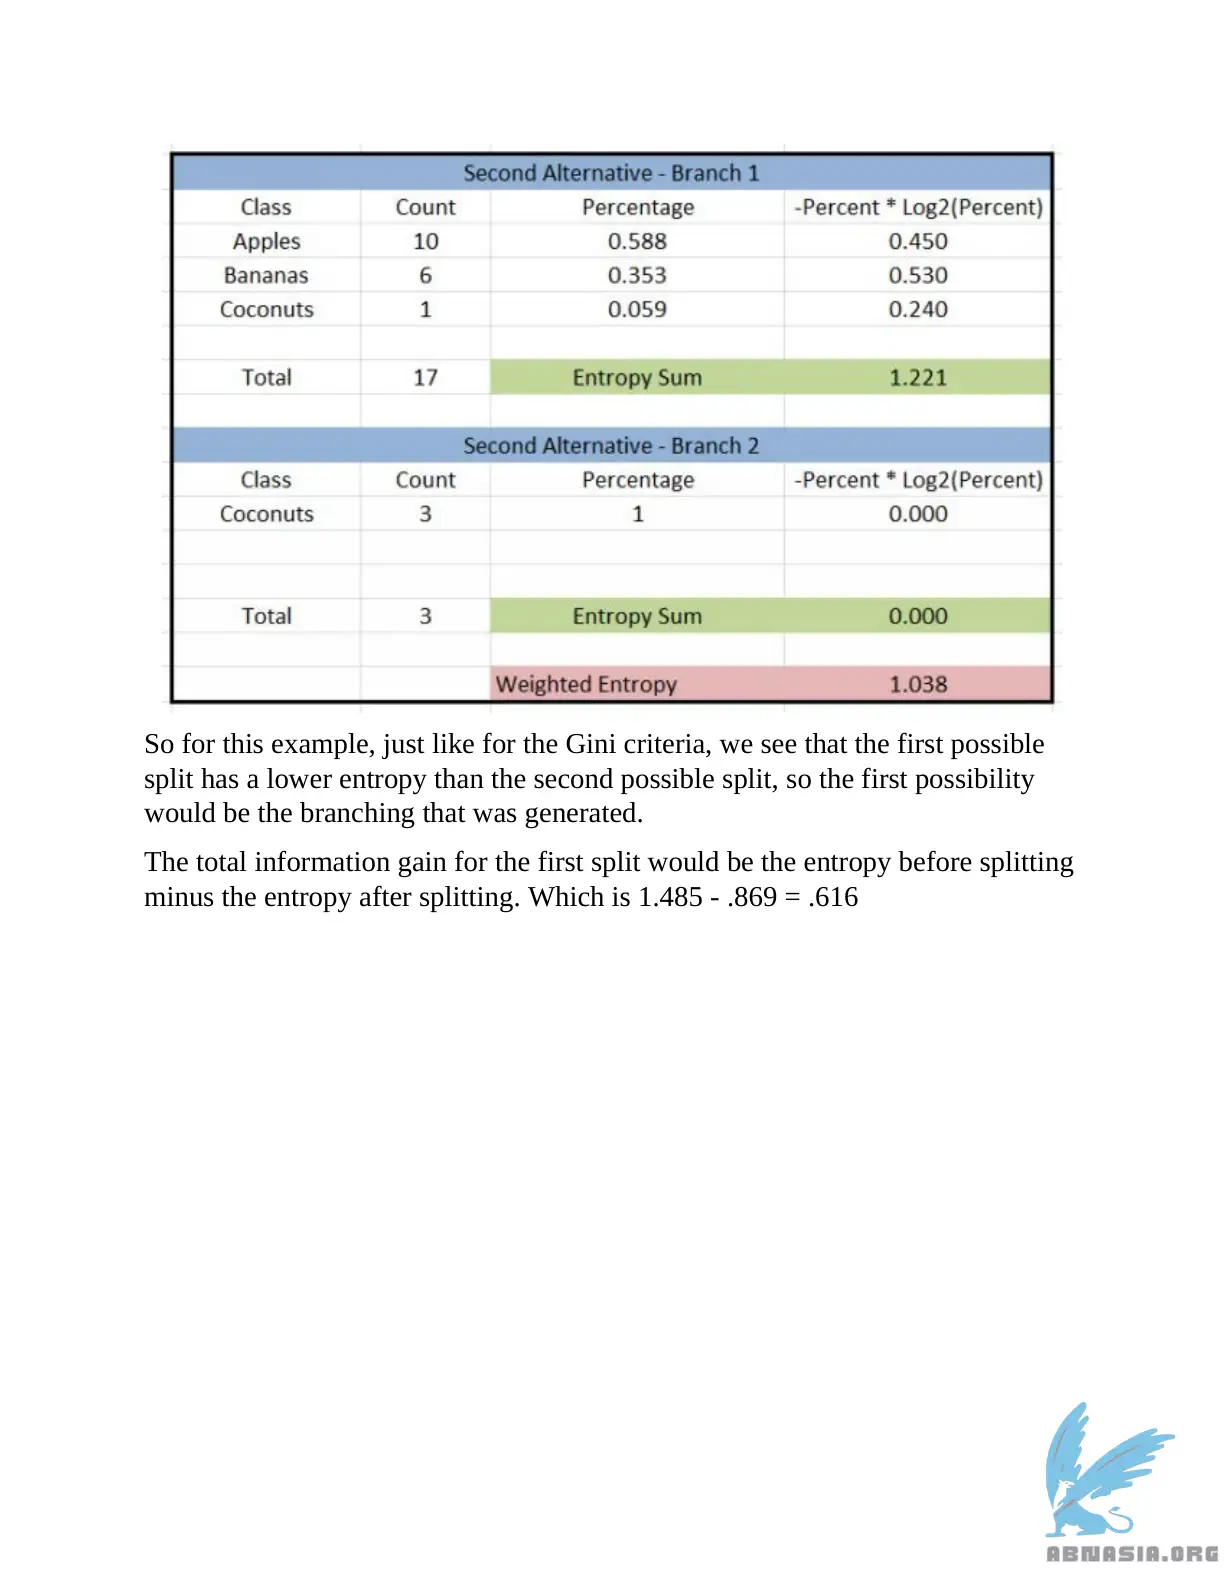 Second Alternative - Branch 1
Class Count Percentage -Percent * Log2(Percent)
Apples 10 0.588 0.450
Bananas 6 0.353 0.530
Coconuts 1 0.059 0.240
Total 17 Entropy Sum 1.221
Second Alternative - Branch 2
Class Count Percentage -Percent * Log2(Percent)
Coconuts 3 1 0.000
Total 3 Entropy Sum 0.000
Weighted Entropy 1.038
So for this example, just like for the Gini criteria, we see that the first possible
split has a lower entropy than the second possible split, so the first possibility
would be the branching that was generated.
The total information gain for the first split would be the entropy before splitting
minus the entropy after splitting. Which is 1.485 - .869 = .616
ABNASIA.ORG